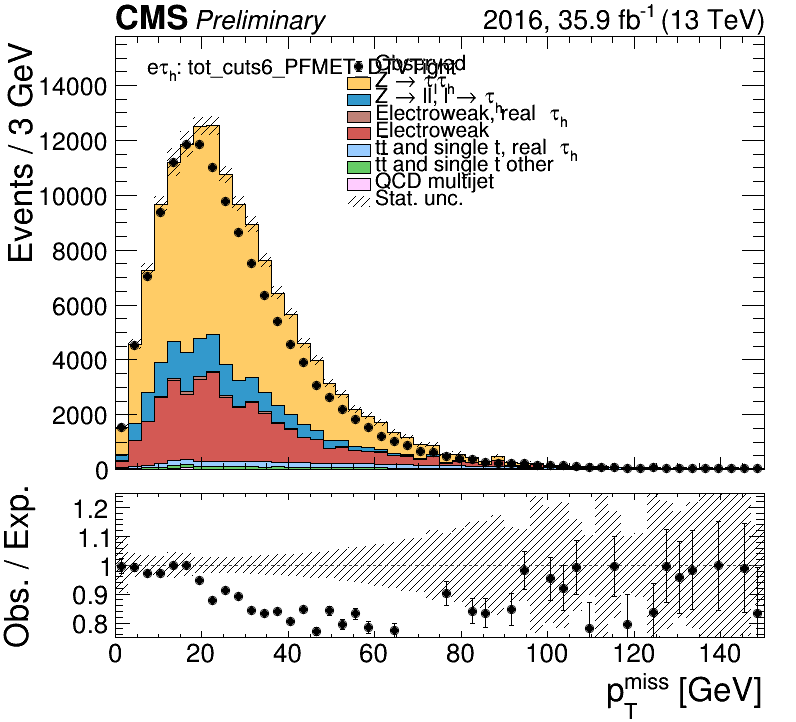 CMS Preliminary 2016, 35.9 fb⁻¹ (13 TeV)
Events / 3 GeV
eτh: tot_cuts6_PFMET
Observed
Z → ττh
Z → ll, l → τh
Electroweak, real τh
Electroweak
tt̄ and single t, real τh
tt̄ and single t other
QCD multijet
Stat. unc.
14000
12000
10000
8000
6000
4000
2000
0
Obs. / Exp.
1.2
1.1
1
0.9
0.8
0 20 40 60 80 100 120 140
pTmiss [GeV]